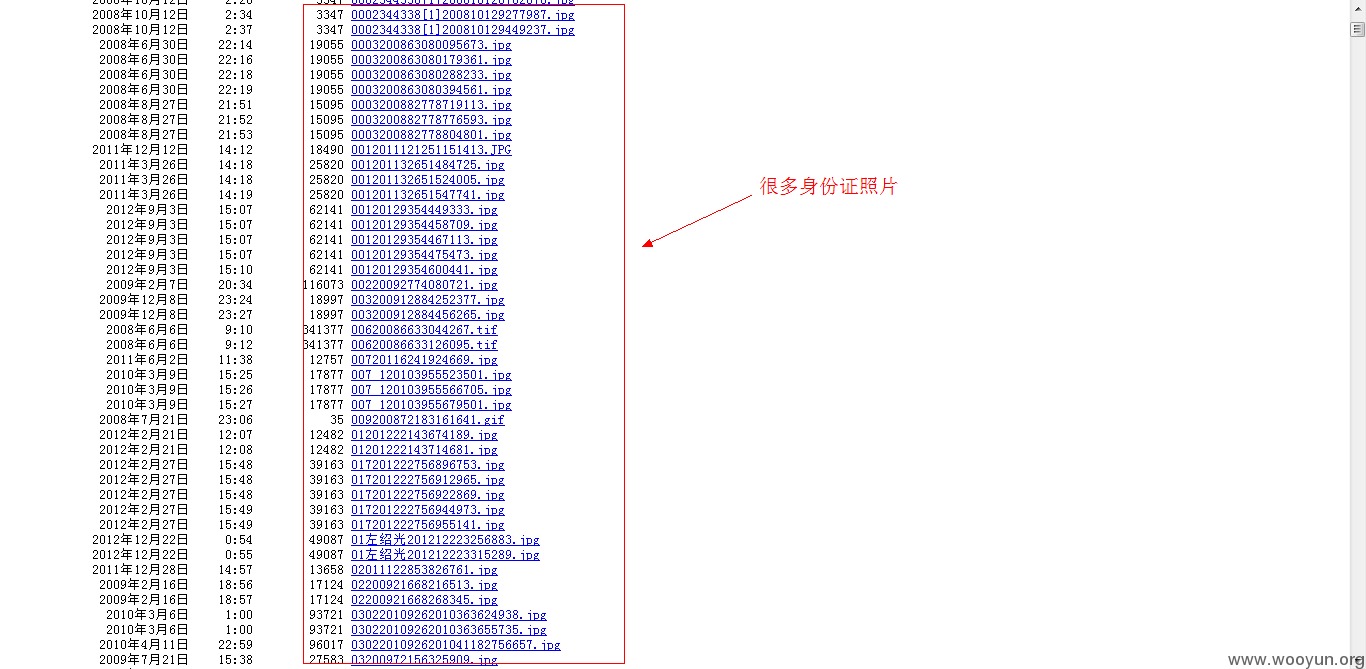 2008年10月12日 2:34 3347 0002344338[1]200810129277987.jpg
2008年10月12日 2:37 3347 0002344338[1]200810129449237.jpg
2008年6月30日 22:14 19055 0003200863080095673.jpg
2008年6月30日 22:16 19055 0003200863080179361.jpg
2008年6月30日 22:18 19055 0003200863080288233.jpg
2008年6月30日 22:19 19055 0003200863080394561.jpg
2008年8月27日 21:51 15095 0003200882778719113.jpg
2008年8月27日 21:52 15095 0003200882778776593.jpg
2008年8月27日 21:53 15095 0003200882778804801.jpg
2011年12月12日 14:12 18490 0012011121251151413.JPG
2011年3月26日 14:18 25820 001201132651484725.jpg
2011年3月26日 14:18 25820 001201132651524005.jpg
2011年3月26日 14:19 25820 001201132651547741.jpg
很多身份证照片
2012年9月3日 15:07 62141 00120129354449333.jpg
2012年9月3日 15:07 62141 00120129354458709.jpg
2012年9月3日 15:07 62141 00120129354467113.jpg
2012年9月3日 15:07 62141 00120129354475473.jpg
2012年9月3日 15:10 62141 00120129354600441.jpg
2009年2月7日 20:34 116073 00220092774080721.jpg
2009年12月8日 23:24 18997 003200912884252377.jpg
2009年12月8日 23:27 18997 003200912884456265.jpg
2008年6月6日 9:10 341377 00620086633044267.tif
2008年6月6日 9:12 341377 00620086633126095.tif
2011年6月2日 11:38 12757 00720116241924669.jpg
2010年3月9日 15:25 17877 007_120103955523501.jpg
2010年3月9日 15:26 17877 007_120103955566705.jpg
2010年3月9日 15:27 17877 007_120103955679501.jpg
2008年7月21日 23:06 35 009200872183161641.gif
2012年2月21日 12:07 12482 01201222143674189.jpg
2012年2月21日 12:08 12482 01201222143714681.jpg
2012年2月27日 15:48 39163 017201222756896753.jpg
2012年2月27日 15:48 39163 017201222756912965.jpg
2012年2月27日 15:48 39163 017201222756922869.jpg
2012年2月27日 15:49 39163 017201222756944973.jpg
2012年2月27日 15:49 39163 017201222756955141.jpg
2012年12月22日 0:54 49087 01左绍光201212223256883.jpg
2012年12月22日 0:55 49087 01左绍光201212223315289.jpg
2011年12月28日 14:57 13658 02011122853826761.jpg
2009年2月16日 18:56 17124 02200921668216513.jpg
2009年2月16日 18:57 17124 02200921668268345.jpg
2010年3月6日 1:00 93721 030220109262010363624938.jpg
2010年3月6日 1:00 93721 030220109262010363655735.jpg
2010年4月11日 22:59 96017 0302201092620104118275​6657.jpg
2009年7月21日 15:38 27583 03200972156325909.jpg
www.wooyun.org